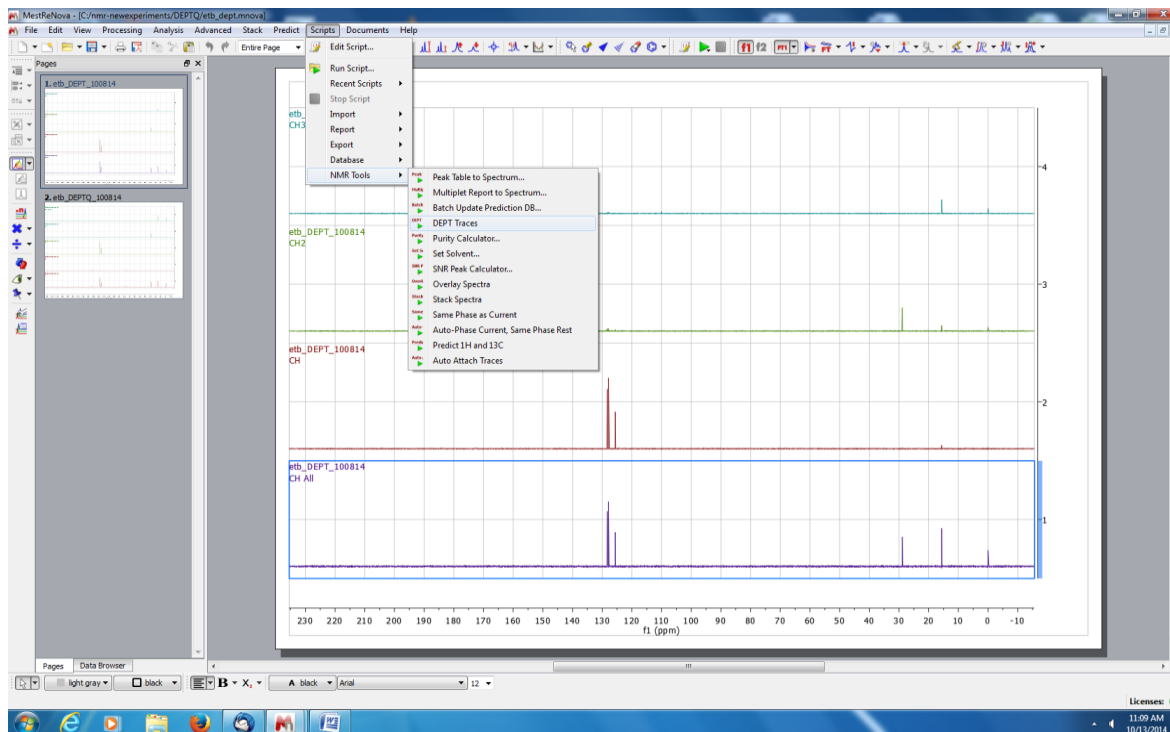 MestReNova - [C:/nmr-newexperiments/DEPTQ/etb_dept.mnova]
File Edit View Processing Analysis Advanced Stack Predict Scripts Documents Help
Entire Page
Edit Script...
Run Script...
Recent Scripts
Stop Script
Import
Report
Export
Database
NMR Tools
Peak Table to Spectrum...
Multiplet Report to Spectrum...
Batch Update Prediction DB...
DEPT Traces
Purity Calculator...
Set Solvent...
SNR Peak Calculator...
Overlay Spectra
Stack Spectra
Same Phase as Current
Auto-Phase Current, Same Phase Rest
Predict 1H and 13C
Auto Attach Traces
Pages
1. etb_DEPT_100814
2. etb_DEPTQ_100814
etb_
CH3
4
etb_DEPT_100814
CH2
3
etb_DEPT_100814
CH
2
etb_DEPT_100814
CH All
1
230 220 210 200 190 180 170 160 150 140 130 120 110 100 90 80 70 60 50 40 30 20 10 0 -10
f1 (ppm)
Pages Data Browser
light gray black B X, A black Arial 12
Licenses:
11:09 AM
10/13/2014